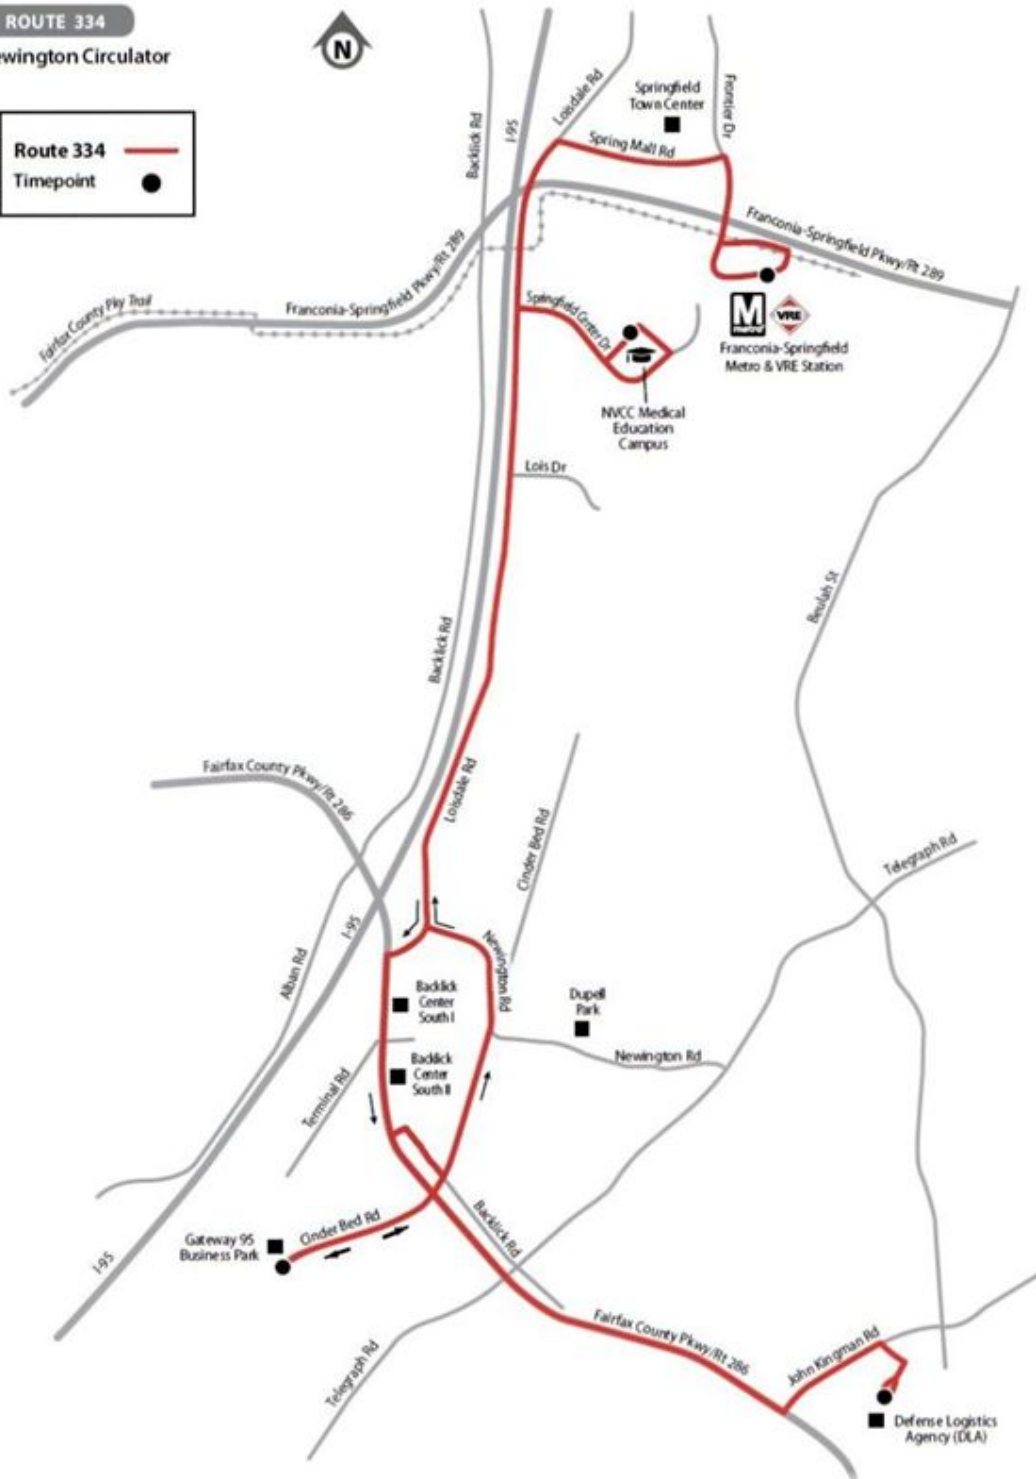 ROUTE 334
ewington Circulator
N
Route 334
Timepoint
Backlick Rd
I-95
Loisdale Rd
Springfield
Town Center
Frontier Dr
Spring Mall Rd
Franconia-Springfield Pkwy/Rt 289
Franconia-Springfield Pkwy/Rt 289
Fairfax County Pky Trail
Springfield Center Dr
M
metro
VRE
Franconia-Springfield
Metro & VRE Station
NVCC Medical
Education
Campus
Lois Dr
Beulah St
Backlick Rd
Fairfax County Pkwy/Rt 286
Loisdale Rd
Cinder Bed Rd
Telegraph Rd
I-95
Alban Rd
Newington Rd
Backlick
Center
South I
Dupell
Park
Newington Rd
Backlick
Center
South II
Terminal Rd
Cinder Bed Rd
Backlick Rd
Gateway 95
Business Park
I-95
Fairfax County Pkwy/Rt 286
John Kingman Rd
Telegraph Rd
Defense Logistics
Agency (DLA)